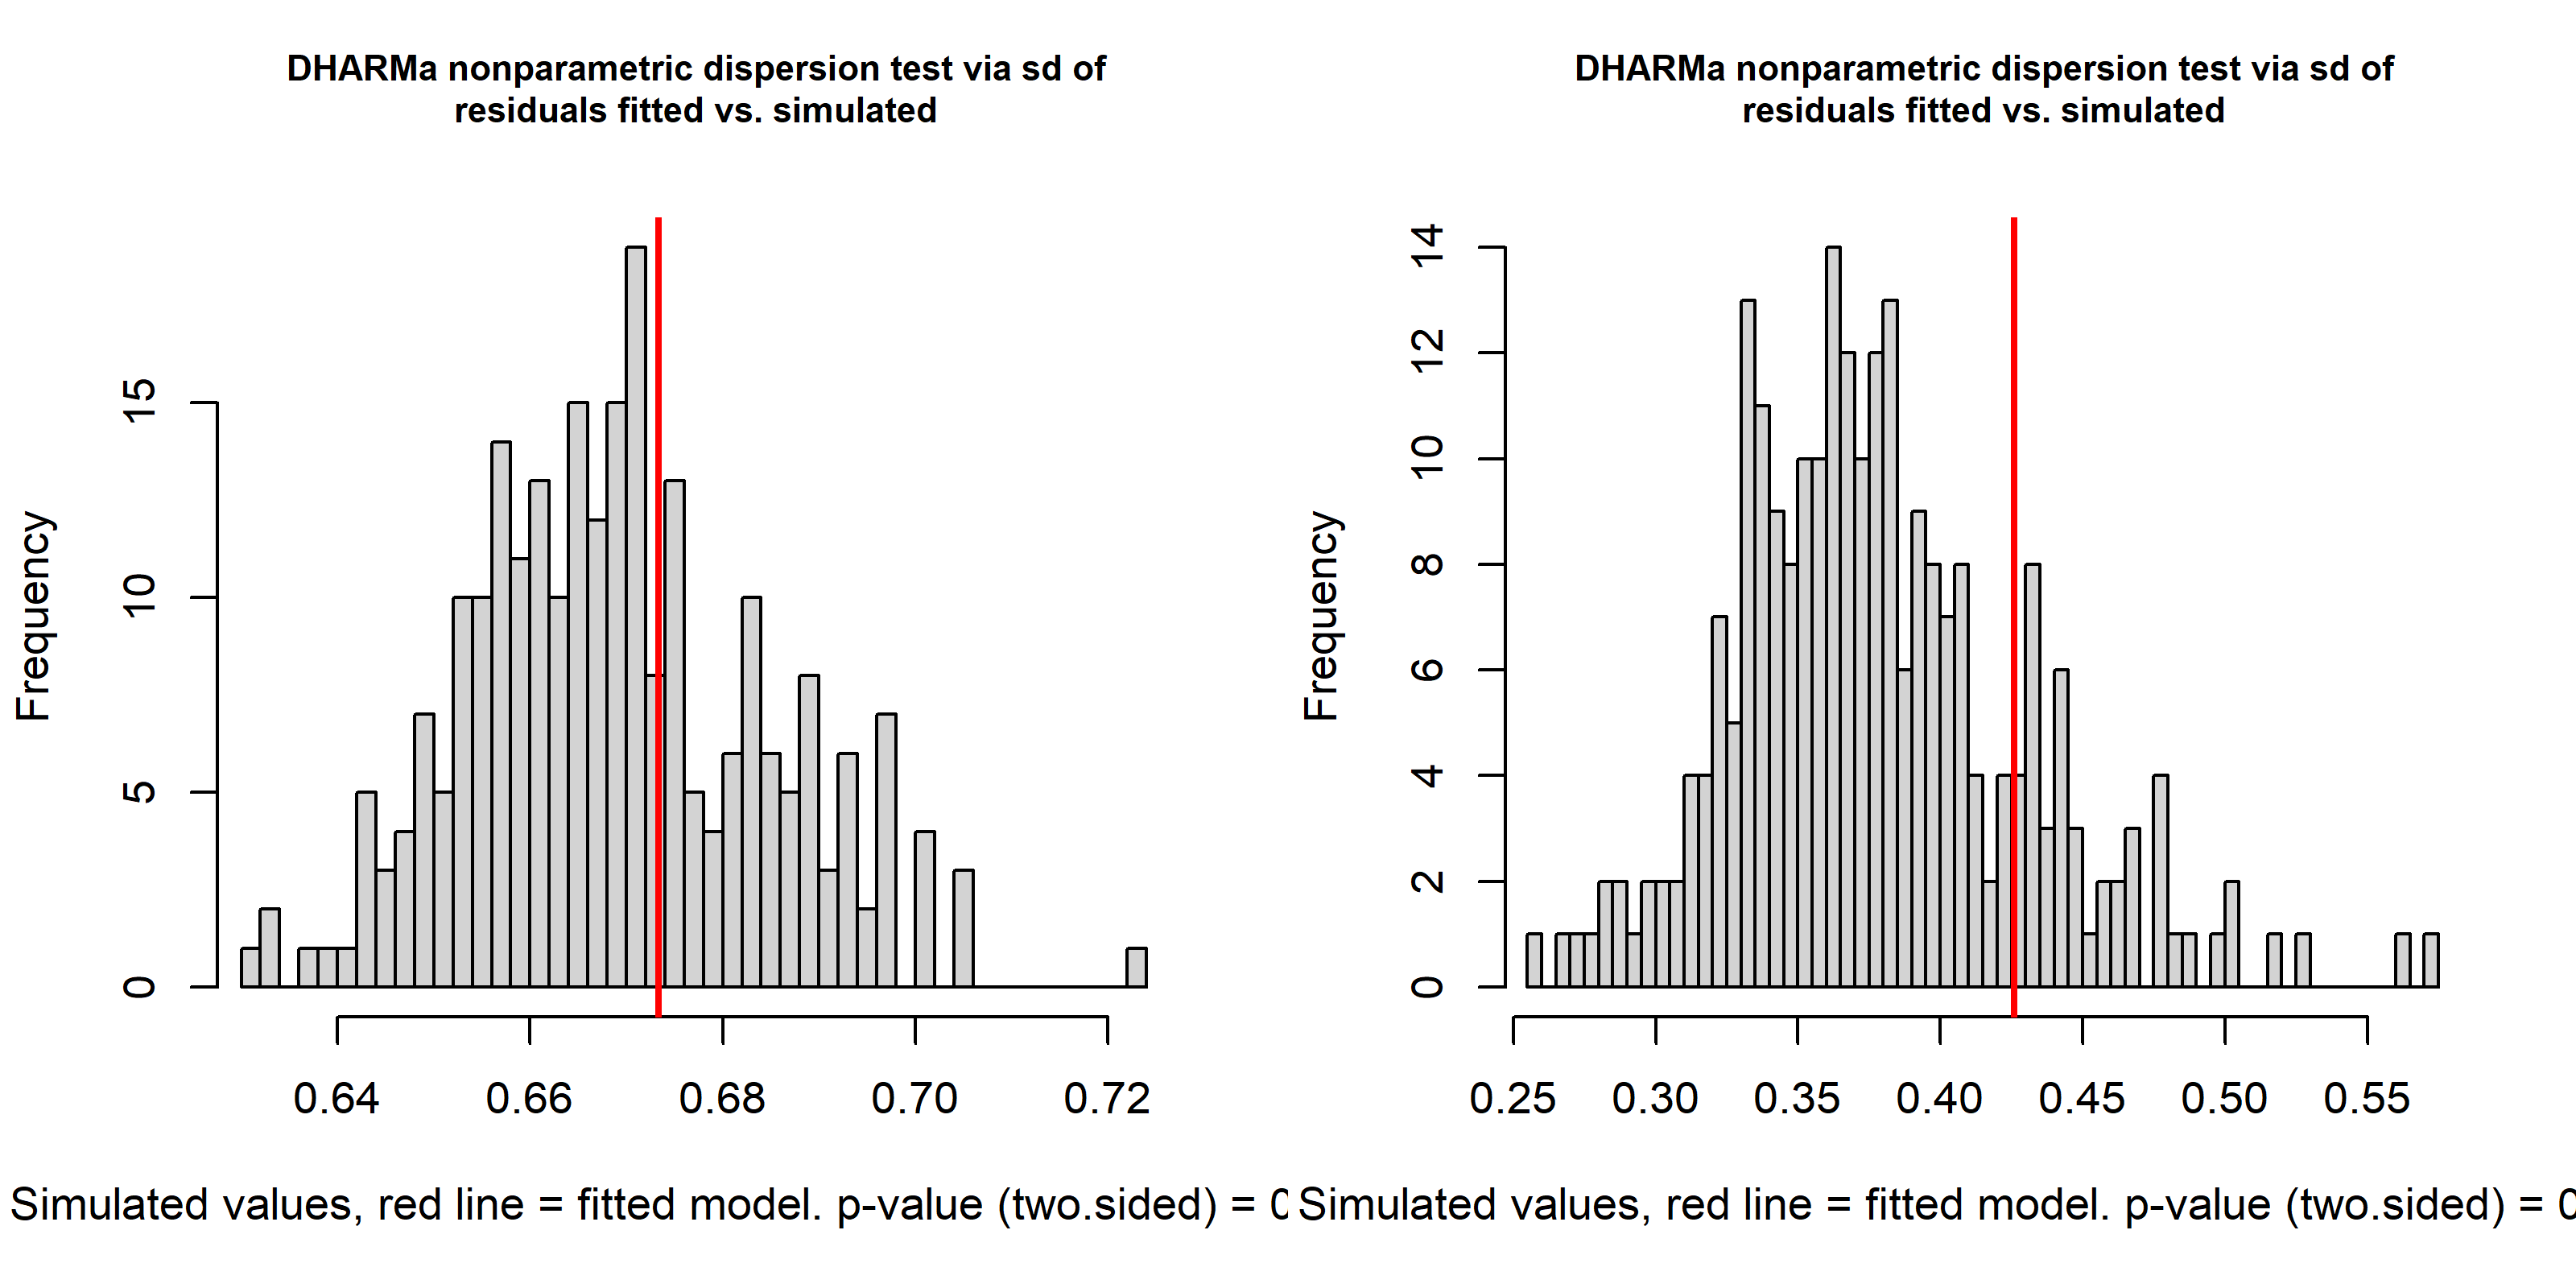 DHARMa nonparametric dispersion test via sd of
residuals fitted vs. simulated
Frequency
0
5
10
15
0.64 0.66 0.68 0.70 0.72
Simulated values, red line = fitted model. p-value (two.sided) =
DHARMa nonparametric dispersion test via sd of
residuals fitted vs. simulated
Frequency
0
2
4
6
8
10
12
14
0.25 0.30 0.35 0.40 0.45 0.50 0.55
Simulated values, red line = fitted model. p-value (two.sided) =